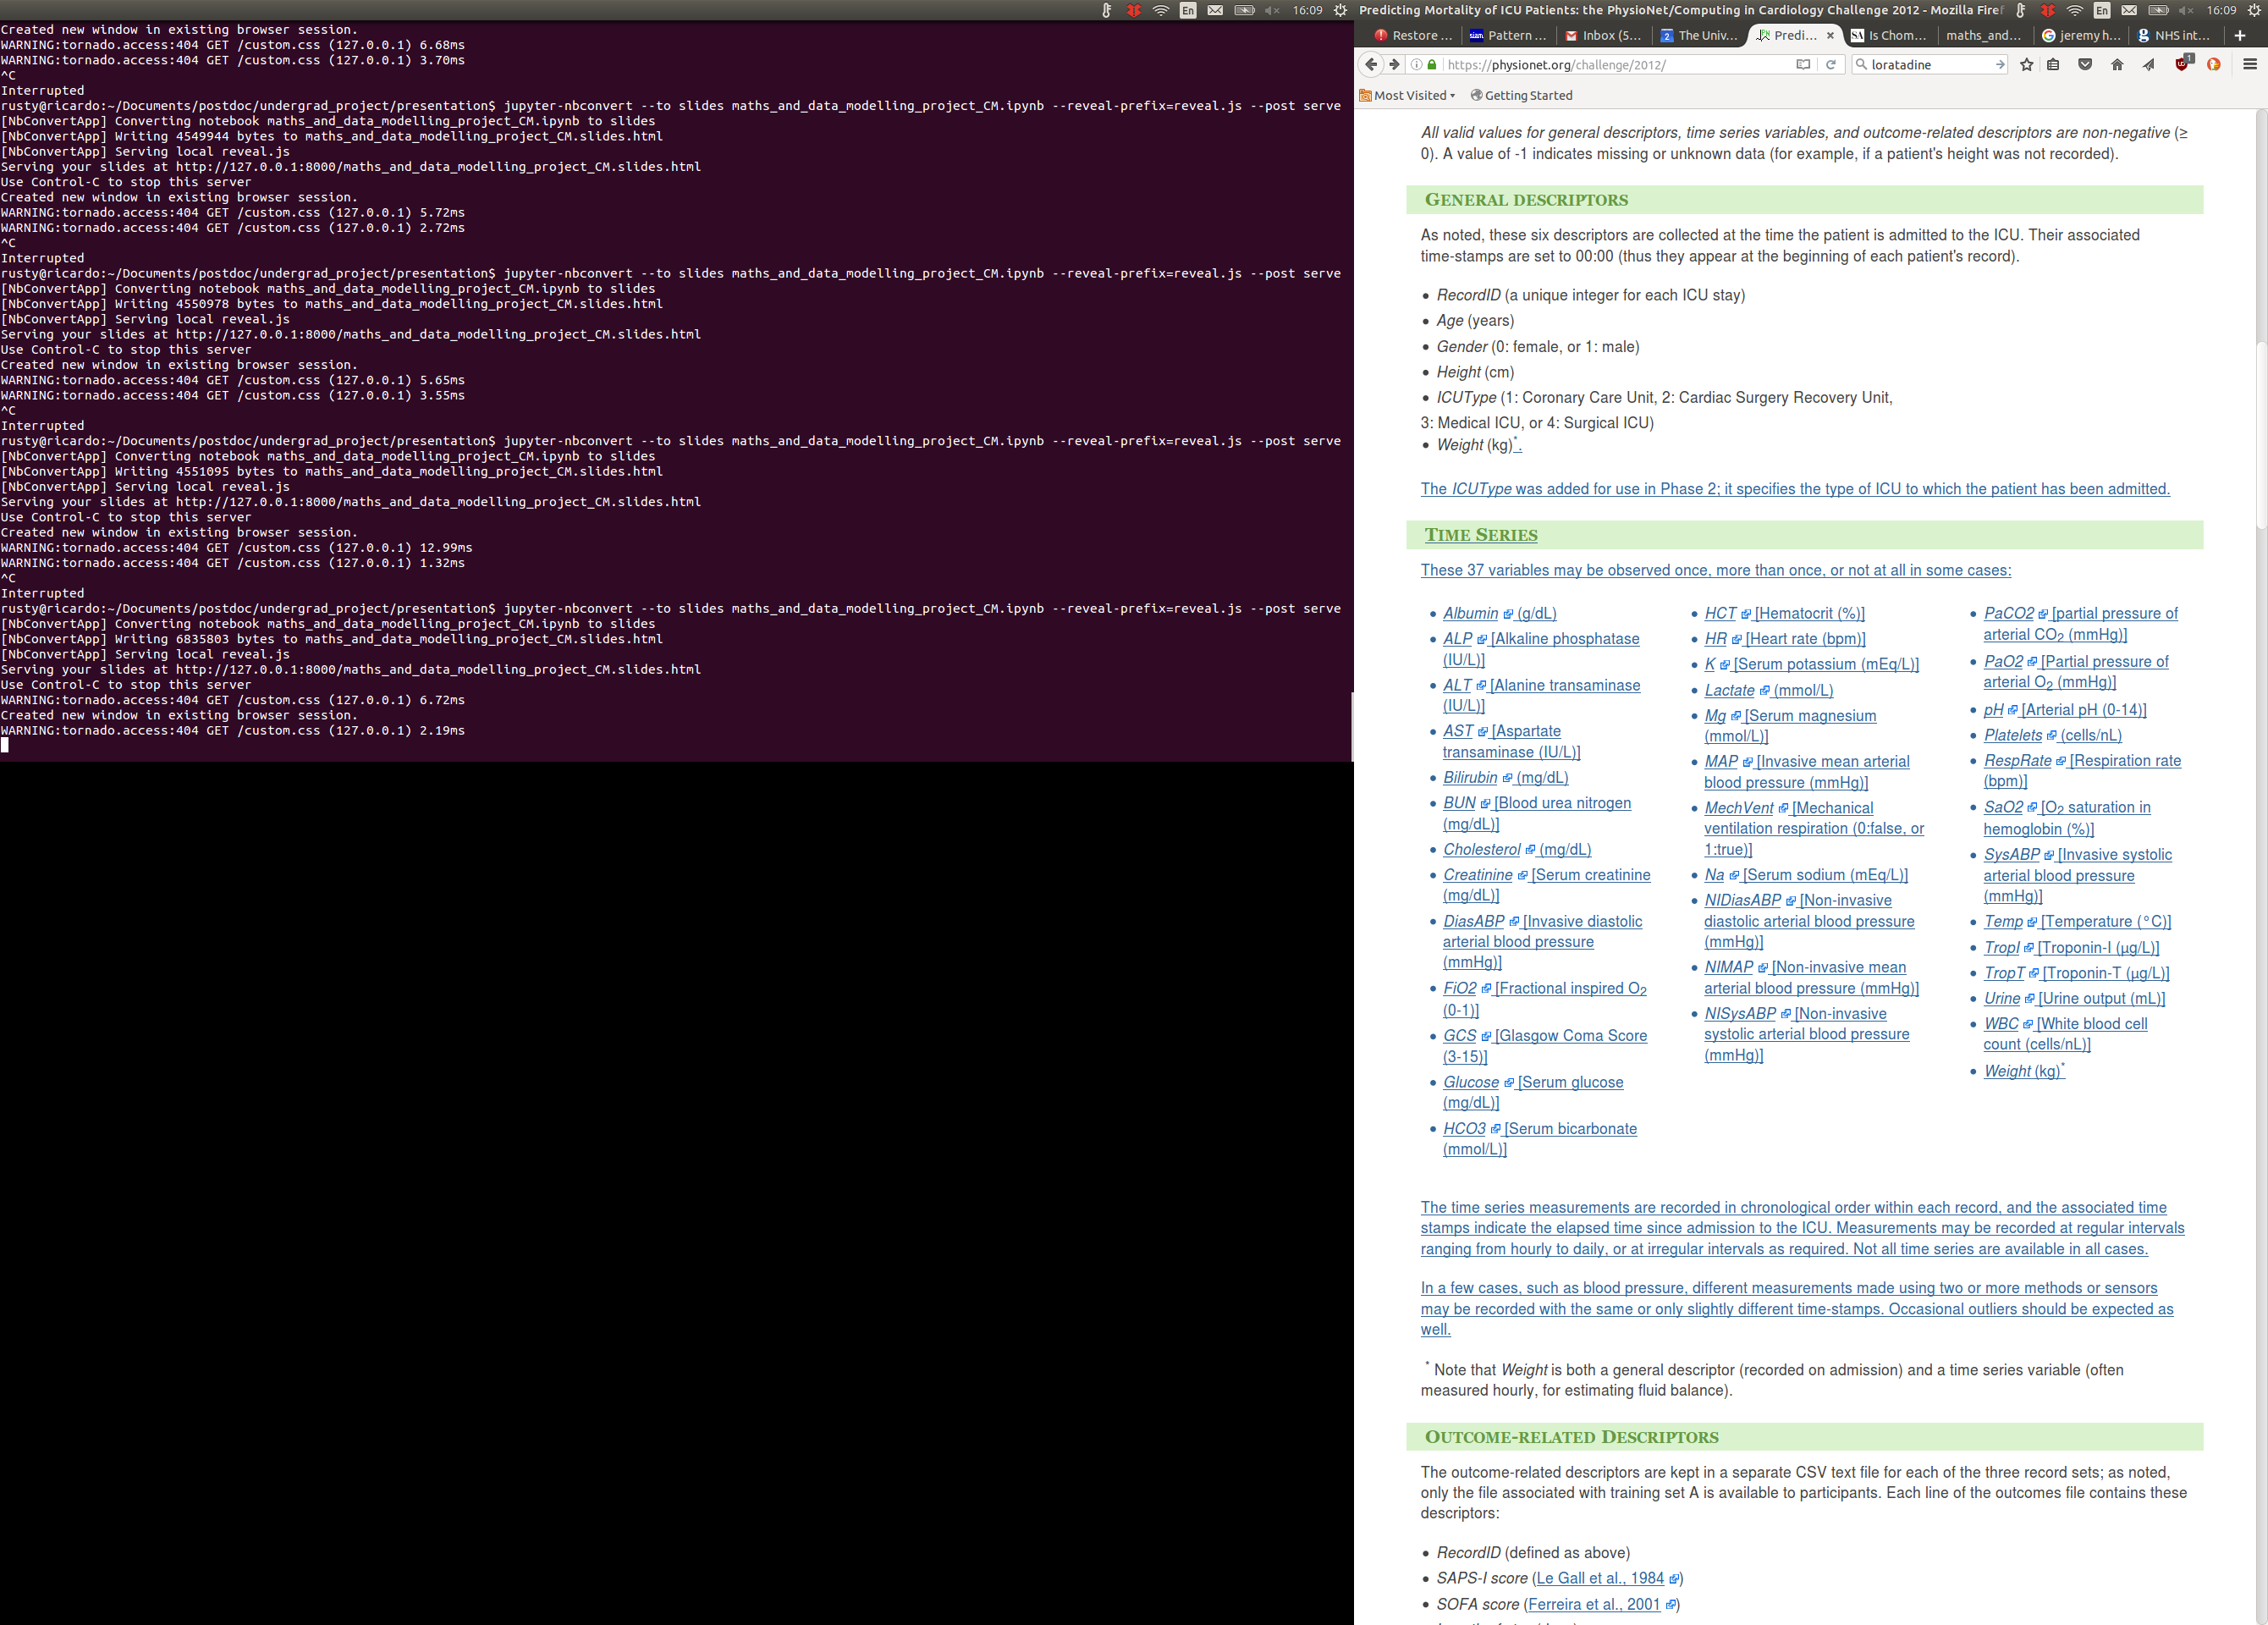 16:09
Created new window in existing browser session.
WARNING:tornado.access:404 GET /custom.css (127.0.0.1) 6.68ms
WARNING:tornado.access:404 GET /custom.css (127.0.0.1) 3.70ms
^C
Interrupted
rusty@ricardo:~/Documents/postdoc/undergrad_project/presentation$ jupyter-nbconvert --to slides maths_and_data_modelling_project_CM.ipynb --reveal-prefix=reveal.js --post serve
[NbConvertApp] Converting notebook maths_and_data_modelling_project_CM.ipynb to slides
[NbConvertApp] Writing 4549944 bytes to maths_and_data_modelling_project_CM.slides.html
[NbConvertApp] Serving local reveal.js
Serving your slides at http://127.0.0.1:8000/maths_and_data_modelling_project_CM.slides.html
Use Control-C to stop this server
Created new window in existing browser session.
WARNING:tornado.access:404 GET /custom.css (127.0.0.1) 5.72ms
WARNING:tornado.access:404 GET /custom.css (127.0.0.1) 2.72ms
^C
Interrupted
rusty@ricardo:~/Documents/postdoc/undergrad_project/presentation$ jupyter-nbconvert --to slides maths_and_data_modelling_project_CM.ipynb --reveal-prefix=reveal.js --post serve
[NbConvertApp] Converting notebook maths_and_data_modelling_project_CM.ipynb to slides
[NbConvertApp] Writing 4550978 bytes to maths_and_data_modelling_project_CM.slides.html
[NbConvertApp] Serving local reveal.js
Serving your slides at http://127.0.0.1:8000/maths_and_data_modelling_project_CM.slides.html
Use Control-C to stop this server
Created new window in existing browser session.
WARNING:tornado.access:404 GET /custom.css (127.0.0.1) 5.65ms
WARNING:tornado.access:404 GET /custom.css (127.0.0.1) 3.55ms
^C
Interrupted
rusty@ricardo:~/Documents/postdoc/undergrad_project/presentation$ jupyter-nbconvert --to slides maths_and_data_modelling_project_CM.ipynb --reveal-prefix=reveal.js --post serve
[NbConvertApp] Converting notebook maths_and_data_modelling_project_CM.ipynb to slides
[NbConvertApp] Writing 4551095 bytes to maths_and_data_modelling_project_CM.slides.html
[NbConvertApp] Serving local reveal.js
Serving your slides at http://127.0.0.1:8000/maths_and_data_modelling_project_CM.slides.html
Use Control-C to stop this server
Created new window in existing browser session.
WARNING:tornado.access:404 GET /custom.css (127.0.0.1) 12.99ms
WARNING:tornado.access:404 GET /custom.css (127.0.0.1) 1.32ms
^C
Interrupted
rusty@ricardo:~/Documents/postdoc/undergrad_project/presentation$ jupyter-nbconvert --to slides maths_and_data_modelling_project_CM.ipynb --reveal-prefix=reveal.js --post serve
[NbConvertApp] Converting notebook maths_and_data_modelling_project_CM.ipynb to slides
[NbConvertApp] Writing 6835803 bytes to maths_and_data_modelling_project_CM.slides.html
[NbConvertApp] Serving local reveal.js
Serving your slides at http://127.0.0.1:8000/maths_and_data_modelling_project_CM.slides.html
Use Control-C to stop this server
WARNING:tornado.access:404 GET /custom.css (127.0.0.1) 6.72ms
Created new window in existing browser session.
WARNING:tornado.access:404 GET /custom.css (127.0.0.1) 2.19ms
Predicting Mortality of ICU Patients: the PhysioNet/Computing in Cardiology Challenge 2012 - Mozilla Firef En 16:09
Restore ... Pattern ... Inbox (5... The Univ... Predi... Is Chom... maths_and... jeremy h... NHS int...
https://physionet.org/challenge/2012/ loratadine
Most Visited Getting Started
All valid values for general descriptors, time series variables, and outcome-related descriptors are non-negative (≥
0). A value of -1 indicates missing or unknown data (for example, if a patient's height was not recorded).
GENERAL DESCRIPTORS
As noted, these six descriptors are collected at the time the patient is admitted to the ICU. Their associated
time-stamps are set to 00:00 (thus they appear at the beginning of each patient's record).
• RecordID (a unique integer for each ICU stay)
• Age (years)
• Gender (0: female, or 1: male)
• Height (cm)
• ICUType (1: Coronary Care Unit, 2: Cardiac Surgery Recovery Unit,
3: Medical ICU, or 4: Surgical ICU)
• Weight (kg)*.
The ICUType was added for use in Phase 2; it specifies the type of ICU to which the patient has been admitted.
TIME SERIES
These 37 variables may be observed once, more than once, or not at all in some cases:
• Albumin (g/dL)
• ALP [Alkaline phosphatase
(IU/L)]
• ALT [Alanine transaminase
(IU/L)]
• AST [Aspartate
transaminase (IU/L)]
• Bilirubin (mg/dL)
• BUN [Blood urea nitrogen
(mg/dL)]
• Cholesterol (mg/dL)
• Creatinine [Serum creatinine
(mg/dL)]
• DiasABP [Invasive diastolic
arterial blood pressure
(mmHg)]
• FiO2 [Fractional inspired O2
(0-1)]
• GCS [Glasgow Coma Score
(3-15)]
• Glucose [Serum glucose
(mg/dL)]
• HCO3 [Serum bicarbonate
(mmol/L)]
• HCT [Hematocrit (%)]
• HR [Heart rate (bpm)]
• K [Serum potassium (mEq/L)]
• Lactate (mmol/L)
• Mg [Serum magnesium
(mmol/L)]
• MAP [Invasive mean arterial
blood pressure (mmHg)]
• MechVent [Mechanical
ventilation respiration (0:false, or
1:true)]
• Na [Serum sodium (mEq/L)]
• NIDiasABP [Non-invasive
diastolic arterial blood pressure
(mmHg)]
• NIMAP [Non-invasive mean
arterial blood pressure (mmHg)]
• NISysABP [Non-invasive
systolic arterial blood pressure
(mmHg)]
• PaCO2 [partial pressure of
arterial CO2 (mmHg)]
• PaO2 [Partial pressure of
arterial O2 (mmHg)]
• pH [Arterial pH (0-14)]
• Platelets (cells/nL)
• RespRate [Respiration rate
(bpm)]
• SaO2 [O2 saturation in
hemoglobin (%)]
• SysABP [Invasive systolic
arterial blood pressure
(mmHg)]
• Temp [Temperature (°C)]
• TropI [Troponin-I (μg/L)]
• TropT [Troponin-T (μg/L)]
• Urine [Urine output (mL)]
• WBC [White blood cell
count (cells/nL)]
• Weight (kg)*
The time series measurements are recorded in chronological order within each record, and the associated time
stamps indicate the elapsed time since admission to the ICU. Measurements may be recorded at regular intervals
ranging from hourly to daily, or at irregular intervals as required. Not all time series are available in all cases.
In a few cases, such as blood pressure, different measurements made using two or more methods or sensors
may be recorded with the same or only slightly different time-stamps. Occasional outliers should be expected as
well.
* Note that Weight is both a general descriptor (recorded on admission) and a time series variable (often
measured hourly, for estimating fluid balance).
OUTCOME-RELATED DESCRIPTORS
The outcome-related descriptors are kept in a separate CSV text file for each of the three record sets; as noted,
only the file associated with training set A is available to participants. Each line of the outcomes file contains these
descriptors:
• RecordID (defined as above)
• SAPS-I score (Le Gall et al., 1984)
• SOFA score (Ferreira et al., 2001)